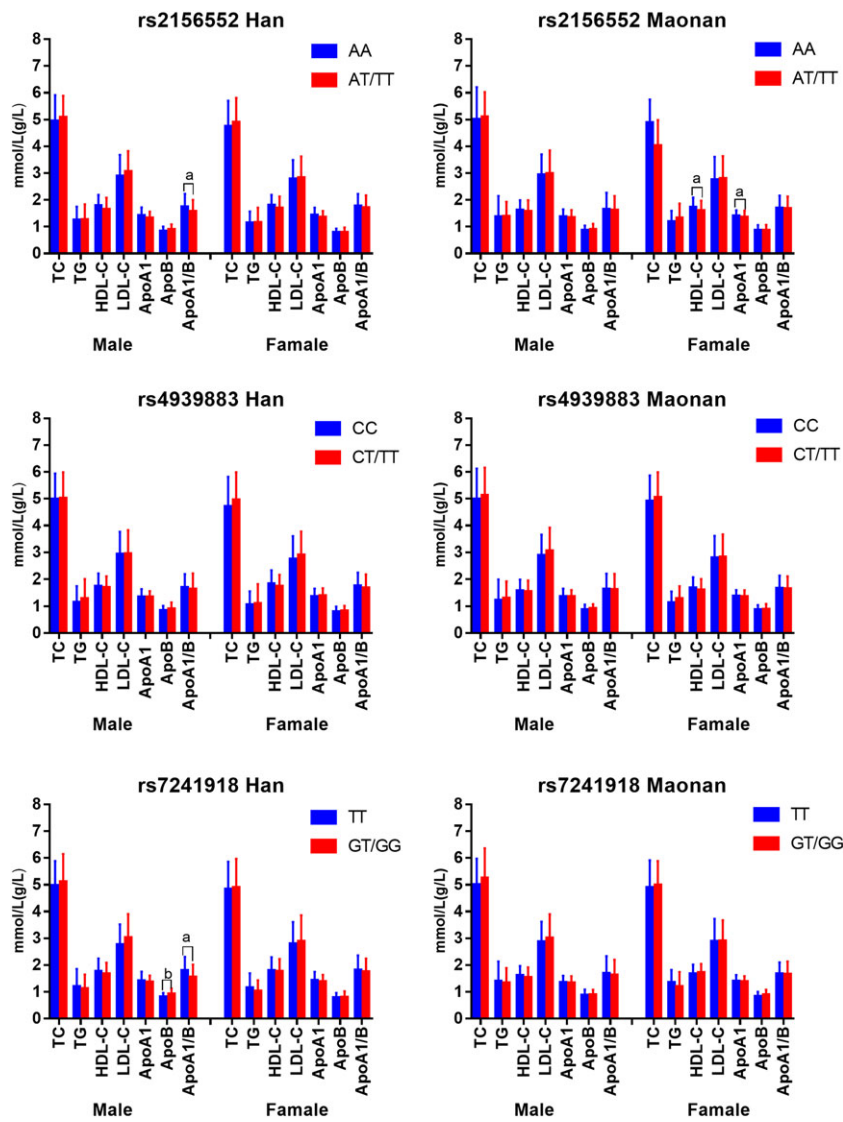 rs2156552 Han
mmol/L(g/L)
8
7
6
5
4
3
2
1
0
AA
AT/TT
a
TC
TG
HDL-C
LDL-C
ApoA1
ApoB
ApoA1/B
TC
TG
HDL-C
LDL-C
ApoA1
ApoB
ApoA1/B
Male
Famale
rs2156552 Maonan
mmol/L(g/L)
8
7
6
5
4
3
2
1
0
AA
AT/TT
a
a
TC
TG
HDL-C
LDL-C
ApoA1
ApoB
ApoA1/B
TC
TG
HDL-C
LDL-C
ApoA1
ApoB
ApoA1/B
Male
Famale
rs4939883 Han
mmol/L(g/L)
8
7
6
5
4
3
2
1
0
CC
CT/TT
TC
TG
HDL-C
LDL-C
ApoA1
ApoB
ApoA1/B
TC
TG
HDL-C
LDL-C
ApoA1
ApoB
ApoA1/B
Male
Famale
rs4939883 Maonan
mmol/L(g/L)
8
7
6
5
4
3
2
1
0
CC
CT/TT
TC
TG
HDL-C
LDL-C
ApoA1
ApoB
ApoA1/B
TC
TG
HDL-C
LDL-C
ApoA1
ApoB
ApoA1/B
Male
Famale
rs7241918 Han
mmol/L(g/L)
8
7
6
5
4
3
2
1
0
TT
GT/GG
b
a
TC
TG
HDL-C
LDL-C
ApoA1
ApoB
ApoA1/B
TC
TG
HDL-C
LDL-C
ApoA1
ApoB
ApoA1/B
Male
Famale
rs7241918 Maonan
mmol/L(g/L)
8
7
6
5
4
3
2
1
0
TT
GT/GG
TC
TG
HDL-C
LDL-C
ApoA1
ApoB
ApoA1/B
TC
TG
HDL-C
LDL-C
ApoA1
ApoB
ApoA1/B
Male
Famale